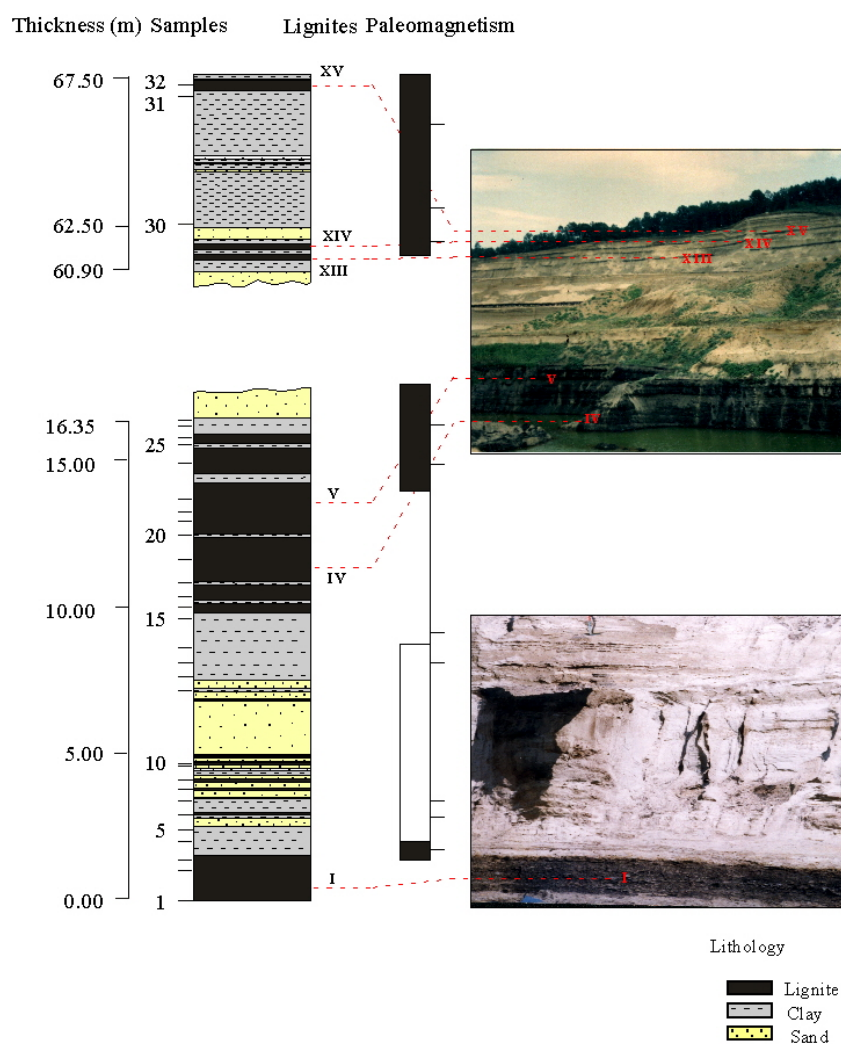 Thickness (m) Samples Lignites Paleomagnetism
XV
67.50
32
31
62.50
30
XIV
XV
XIV
60.90
XIII
XIII
V
16.35
IV
25
15.00
V
20
IV
10.00
15
5.00
10
5
I
I
0.00
1
Lithology
Lignite
Clay
Sand